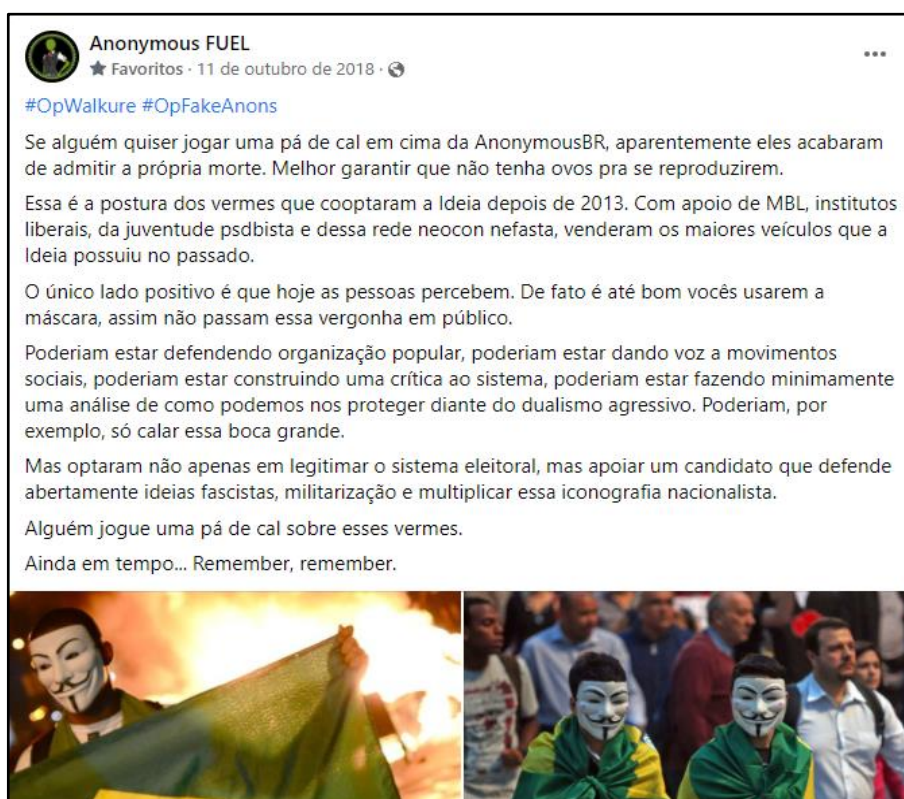 Anonymous FUEL
Favoritos · 11 de outubro de 2018 ·
#OpWalkure #OpFakeAnons
Se alguém quiser jogar uma pá de cal em cima da AnonymousBR, aparentemente eles acabaram
de admitir a própria morte. Melhor garantir que não tenha ovos pra se reproduzirem.
Essa é a postura dos vermes que cooptaram a Ideia depois de 2013. Com apoio de MBL, institutos
liberais, da juventude psdbista e dessa rede neocon nefasta, venderam os maiores veículos que a
Ideia possuiu no passado.
O único lado positivo é que hoje as pessoas percebem. De fato é até bom vocês usarem a
máscara, assim não passam essa vergonha em público.
Poderiam estar defendendo organização popular, poderiam estar dando voz a movimentos
sociais, poderiam estar construindo uma crítica ao sistema, poderiam estar fazendo minimamente
uma análise de como podemos nos proteger diante do dualismo agressivo. Poderiam, por
exemplo, só calar essa boca grande.
Mas optaram não apenas em legitimar o sistema eleitoral, mas apoiar um candidato que defende
abertamente ideias fascistas, militarização e multiplicar essa iconografia nacionalista.
Alguém jogue uma pá de cal sobre esses vermes.
Ainda em tempo... Remember, remember.